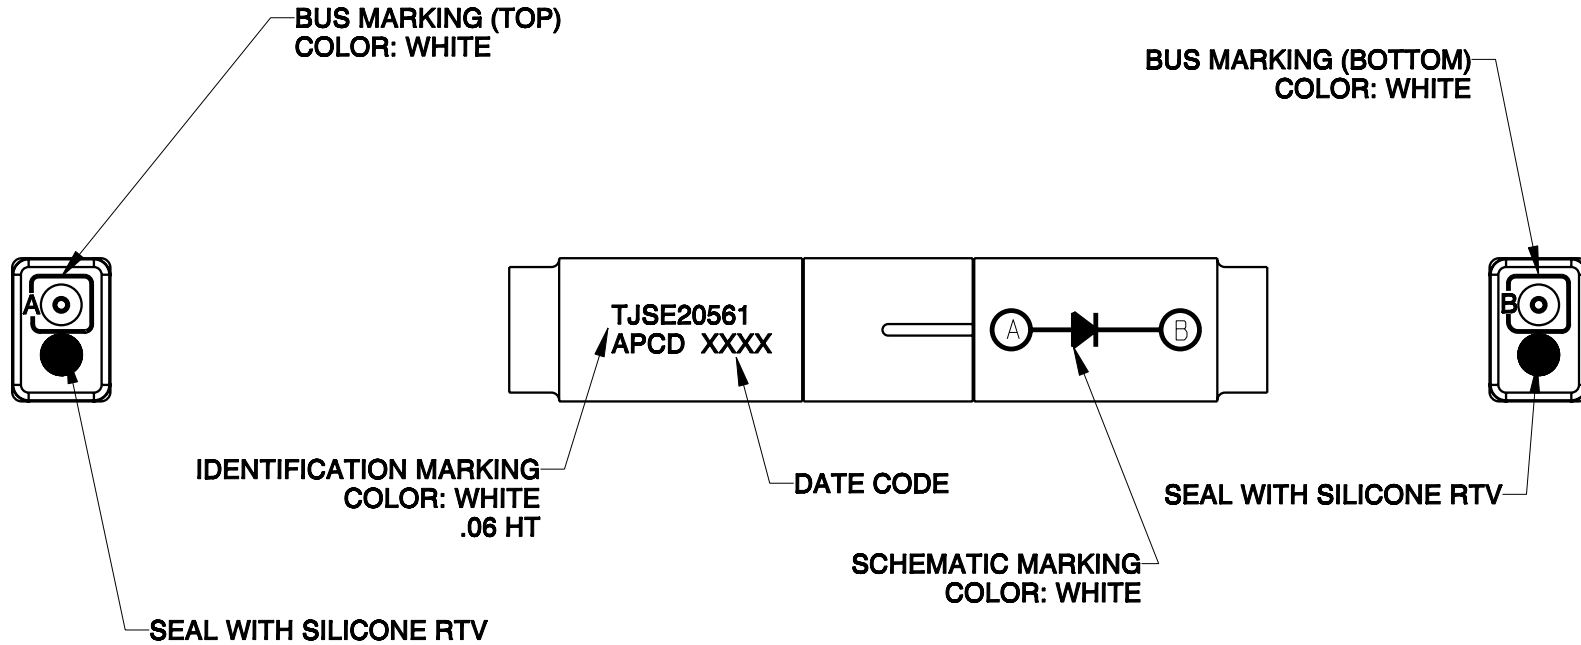 BUS MARKING (TOP)
COLOR: WHITE
BUS MARKING (BOTTOM)
COLOR: WHITE
A
TJSE20561
APCD XXXX
A
B
B
IDENTIFICATION MARKING
COLOR: WHITE
.06 HT
DATE CODE
SEAL WITH SILICONE RTV
SCHEMATIC MARKING
COLOR: WHITE
SEAL WITH SILICONE RTV